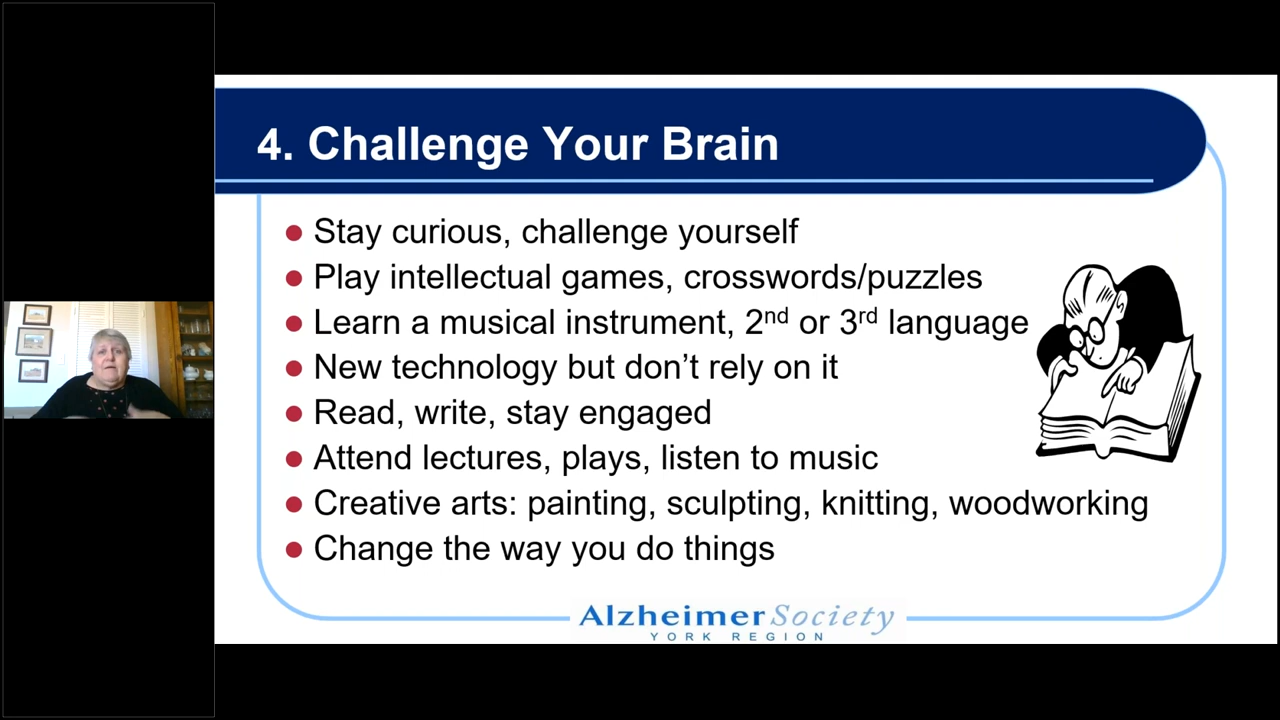 4. Challenge Your Brain
Stay curious, challenge yourself
Play intellectual games, crosswords/puzzles
Learn a musical instrument, 2nd or 3rd language
New technology but don’t rely on it
Read, write, stay engaged
Attend lectures, plays, listen to music
Creative arts: painting, sculpting, knitting, woodworking
Change the way you do things
AlzheimerSociety
YORK REGION